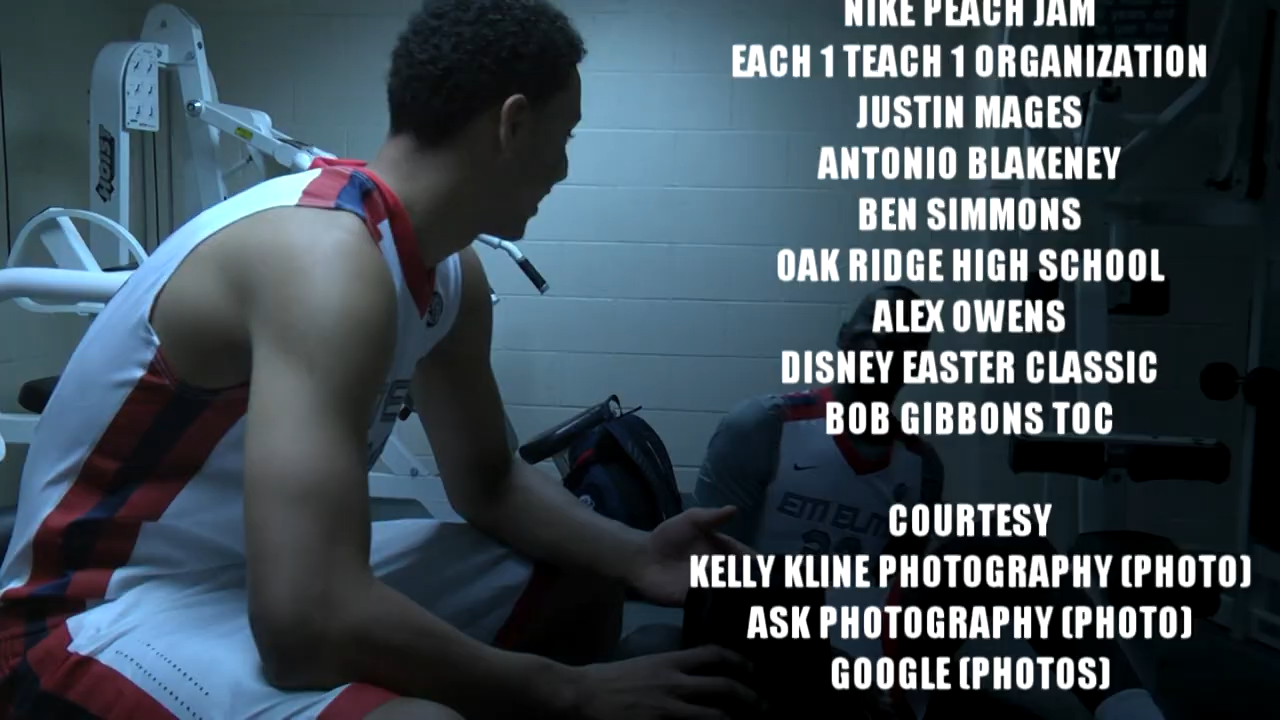 NIKE PEACH JAM
EACH 1 TEACH 1 ORGANIZATION
JUSTIN MAGES
ANTONIO BLAKENEY
BEN SIMMONS
OAK RIDGE HIGH SCHOOL
ALEX OWENS
DISNEY EASTER CLASSIC
BOB GIBBONS TOC
COURTESY
KELLY KLINE PHOTOGRAPHY (PHOTO)
ASK PHOTOGRAPHY (PHOTO)
GOOGLE (PHOTOS)
HOIST